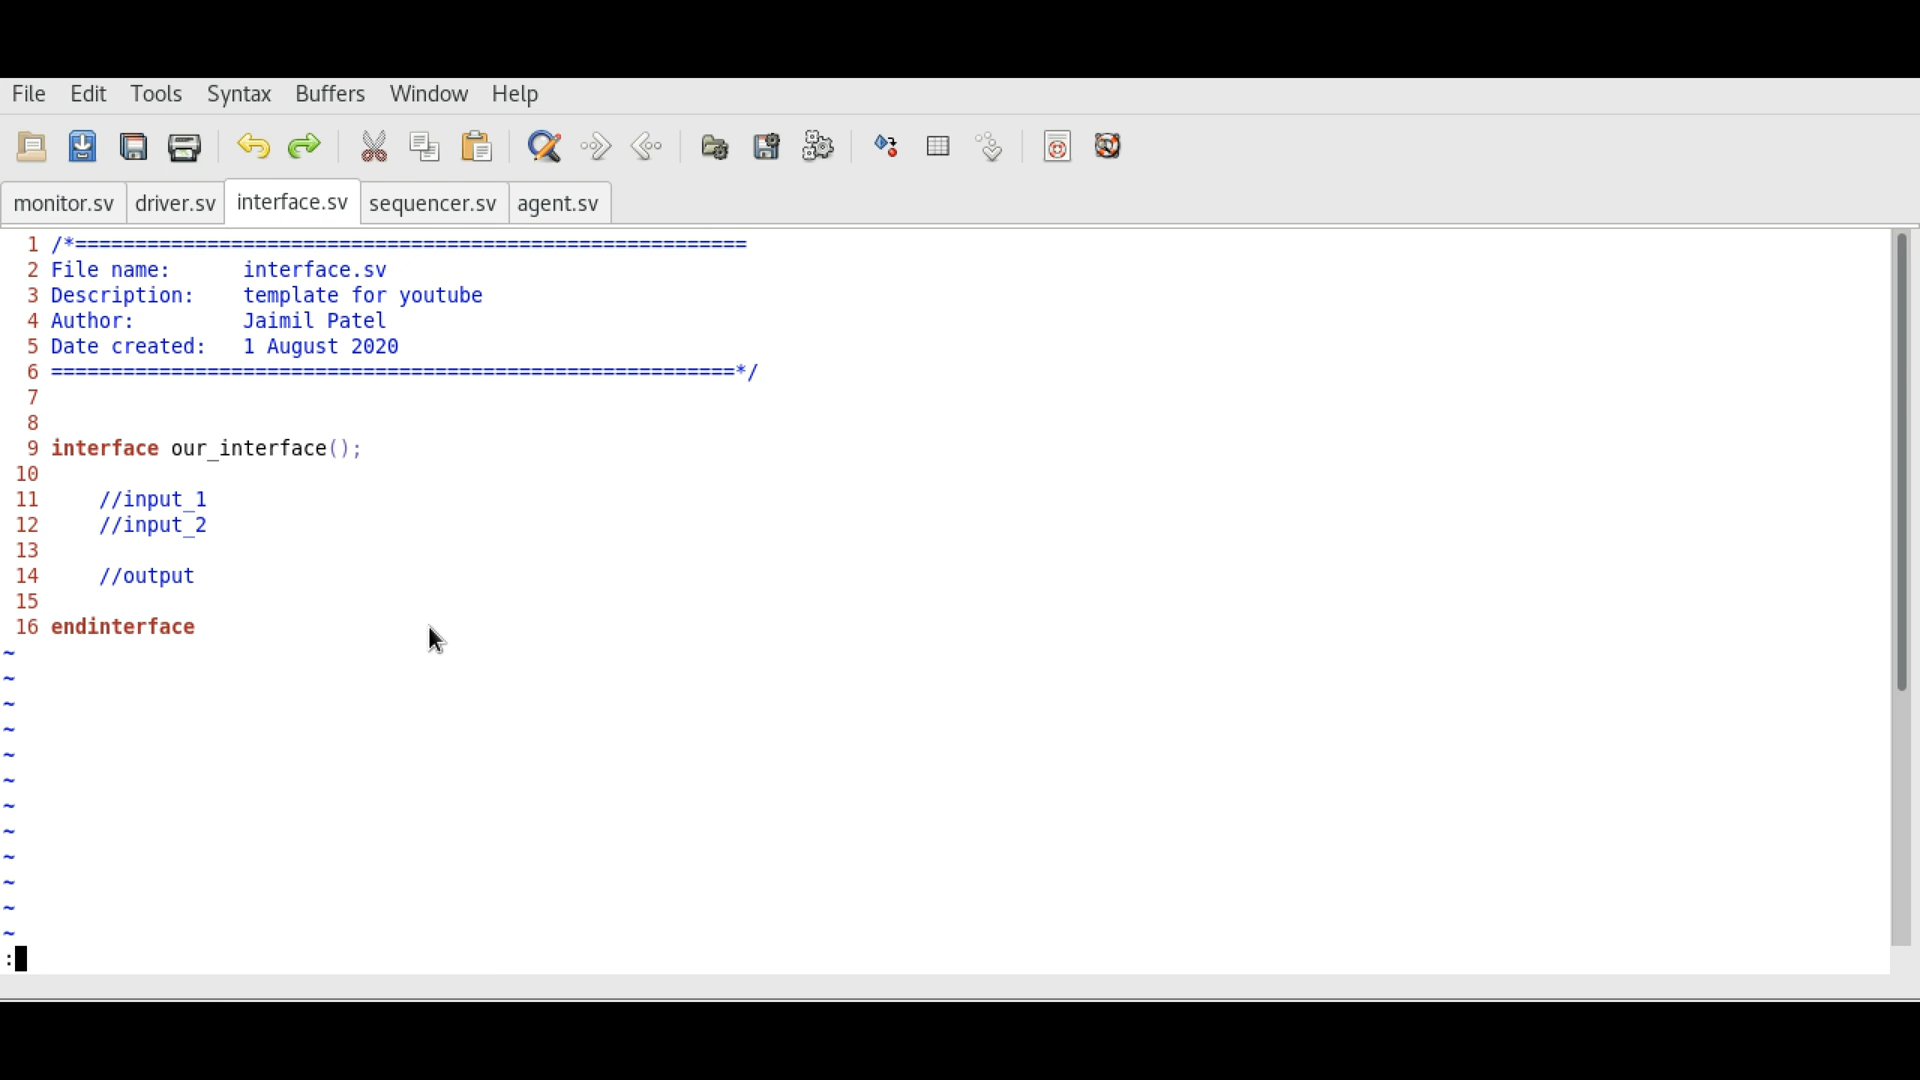 File Edit Tools Syntax Buffers Window Help
monitor.sv driver.sv interface.sv sequencer.sv agent.sv
1 /*========================================================
2 File name:      interface.sv
3 Description:    template for youtube
4 Author:         Jaimil Patel
5 Date created:   1 August 2020
6 =========================================================*/
7
8
9 interface our_interface();
10
11     //input_1
12     //input_2
13
14     //output
15
16 endinterface
~
~
~
~
~
~
~
~
~
~
~
~
: